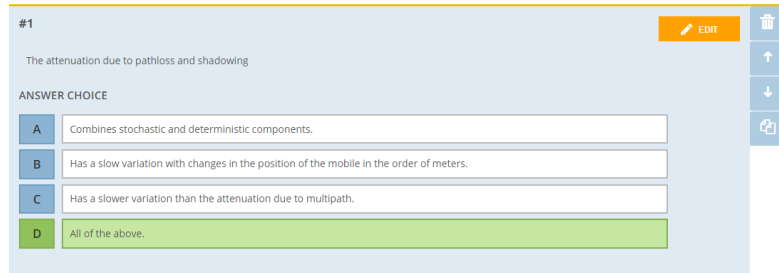 #1
EDIT
The attenuation due to pathloss and shadowing
ANSWER CHOICE
A
Combines stochastic and deterministic components.
B
Has a slow variation with changes in the position of the mobile in the order of meters.
C
Has a slower variation than the attenuation due to multipath.
D
All of the above.